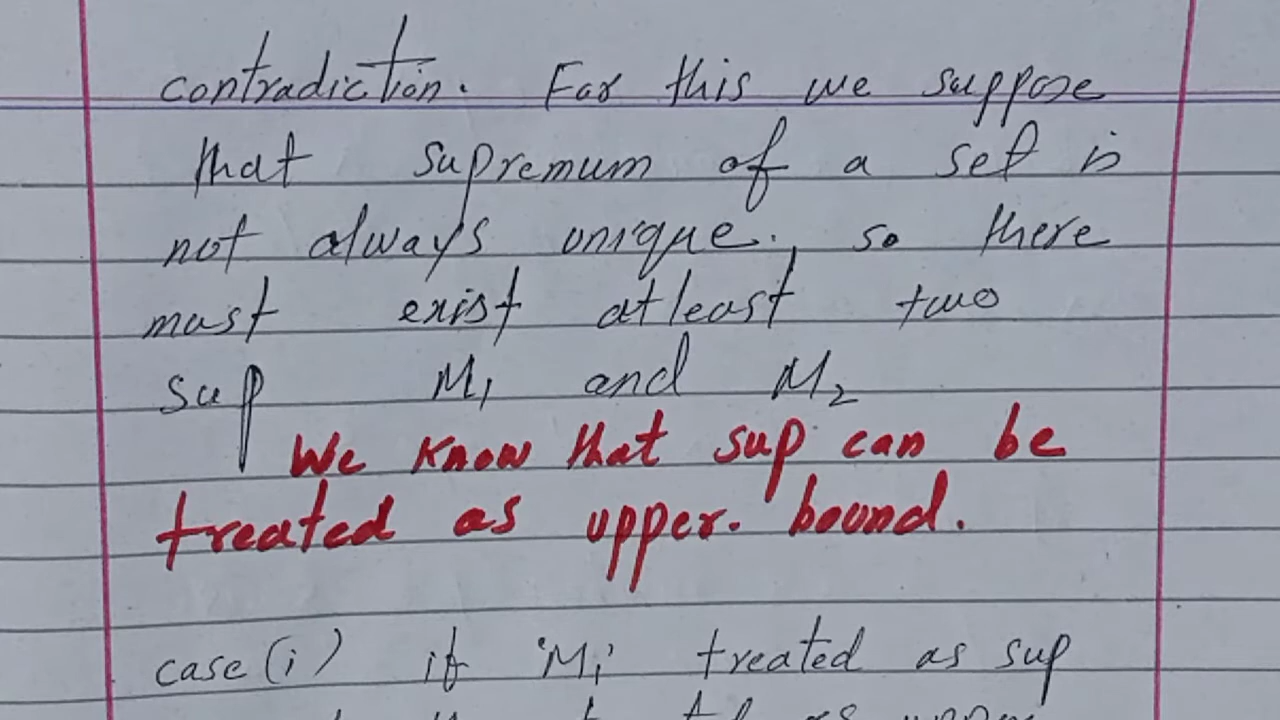 contradiction. For this we suppose
that supremum of a set is
not always unique., so there
must exist atleast two
sup M₁ and M₂
We know that sup can be
treated as upper. bound.
case (i) if 'M₁' treated as sup